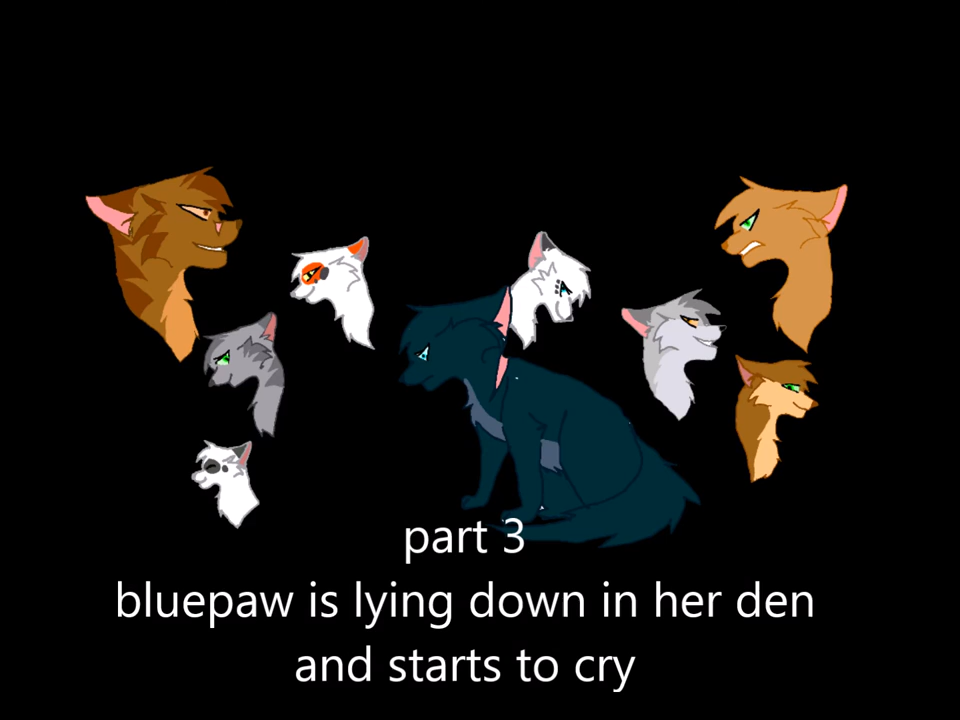 part 3
bluepaw is lying down in her den
and starts to cry